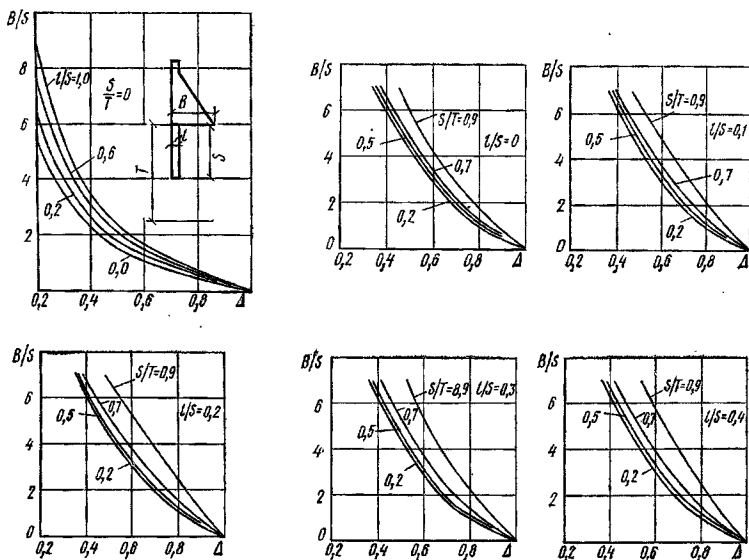 B/S
8
6
4
2
0,2
0,4
0,6
0,8
Δ
l/S=1,0
S/T=0
0,6
0,2
0,0
B
d
T
S
B/S
6
4
2
0
0,2
0,4
0,6
0,8
Δ
S/T=0,9
0,5
0,7
0,2
l/S=0
B/S
6
4
2
0
0,2
0,4
0,6
0,8
Δ
S/T=0,9
0,5
0,7
0,2
l/S=0,1
B/S
6
4
2
0
0,2
0,4
0,6
0,8
Δ
S/T=0,9
0,5
0,7
0,2
l/S=0,2
B/S
6
4
2
0
0,2
0,4
0,6
0,8
Δ
S/T=8,9
0,5
0,7
0,2
l/S=0,3
B/S
6
4
2
0
0,2
0,4
0,6
0,8
Δ
S/T=0,9
0,5
0,7
0,2
l/S=0,4